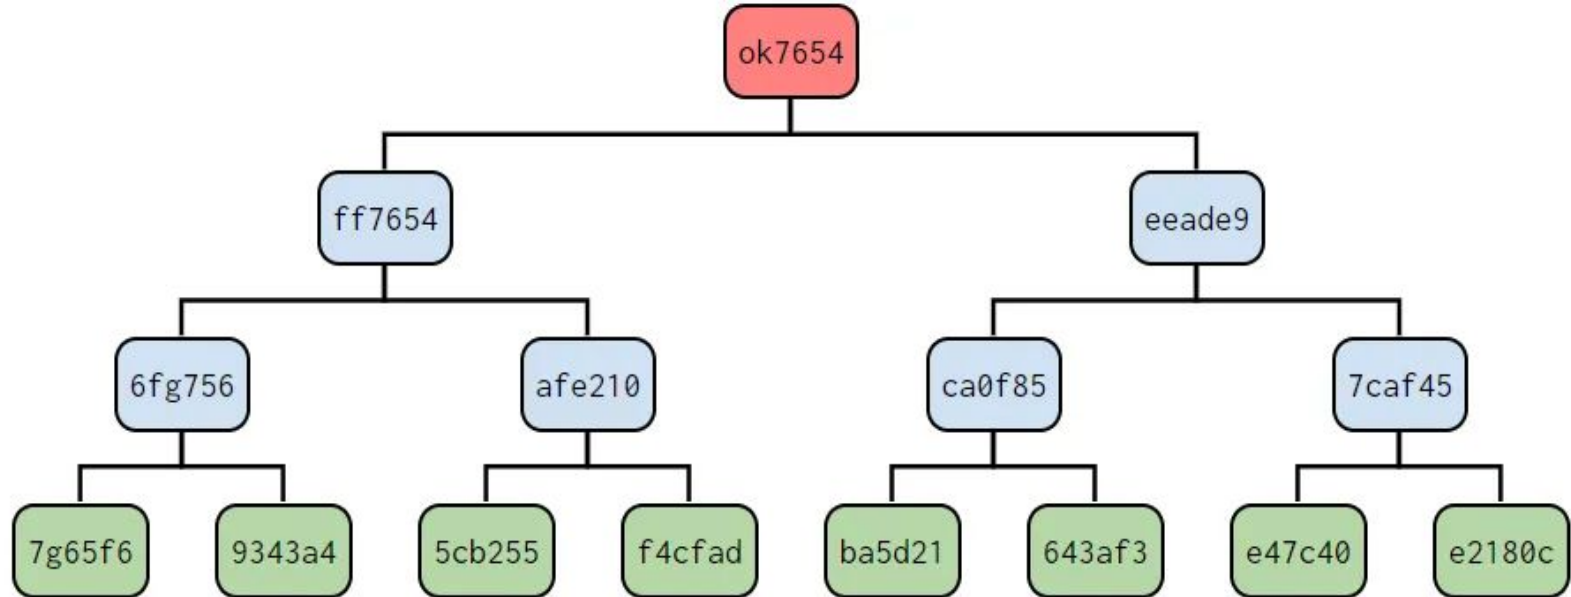 ok7654
ff7654 eeade9
6fg756 afe210 ca0f85 7caf45
7g65f6 9343a4 5cb255 f4cfad ba5d21 643af3 e47c40 e2180c